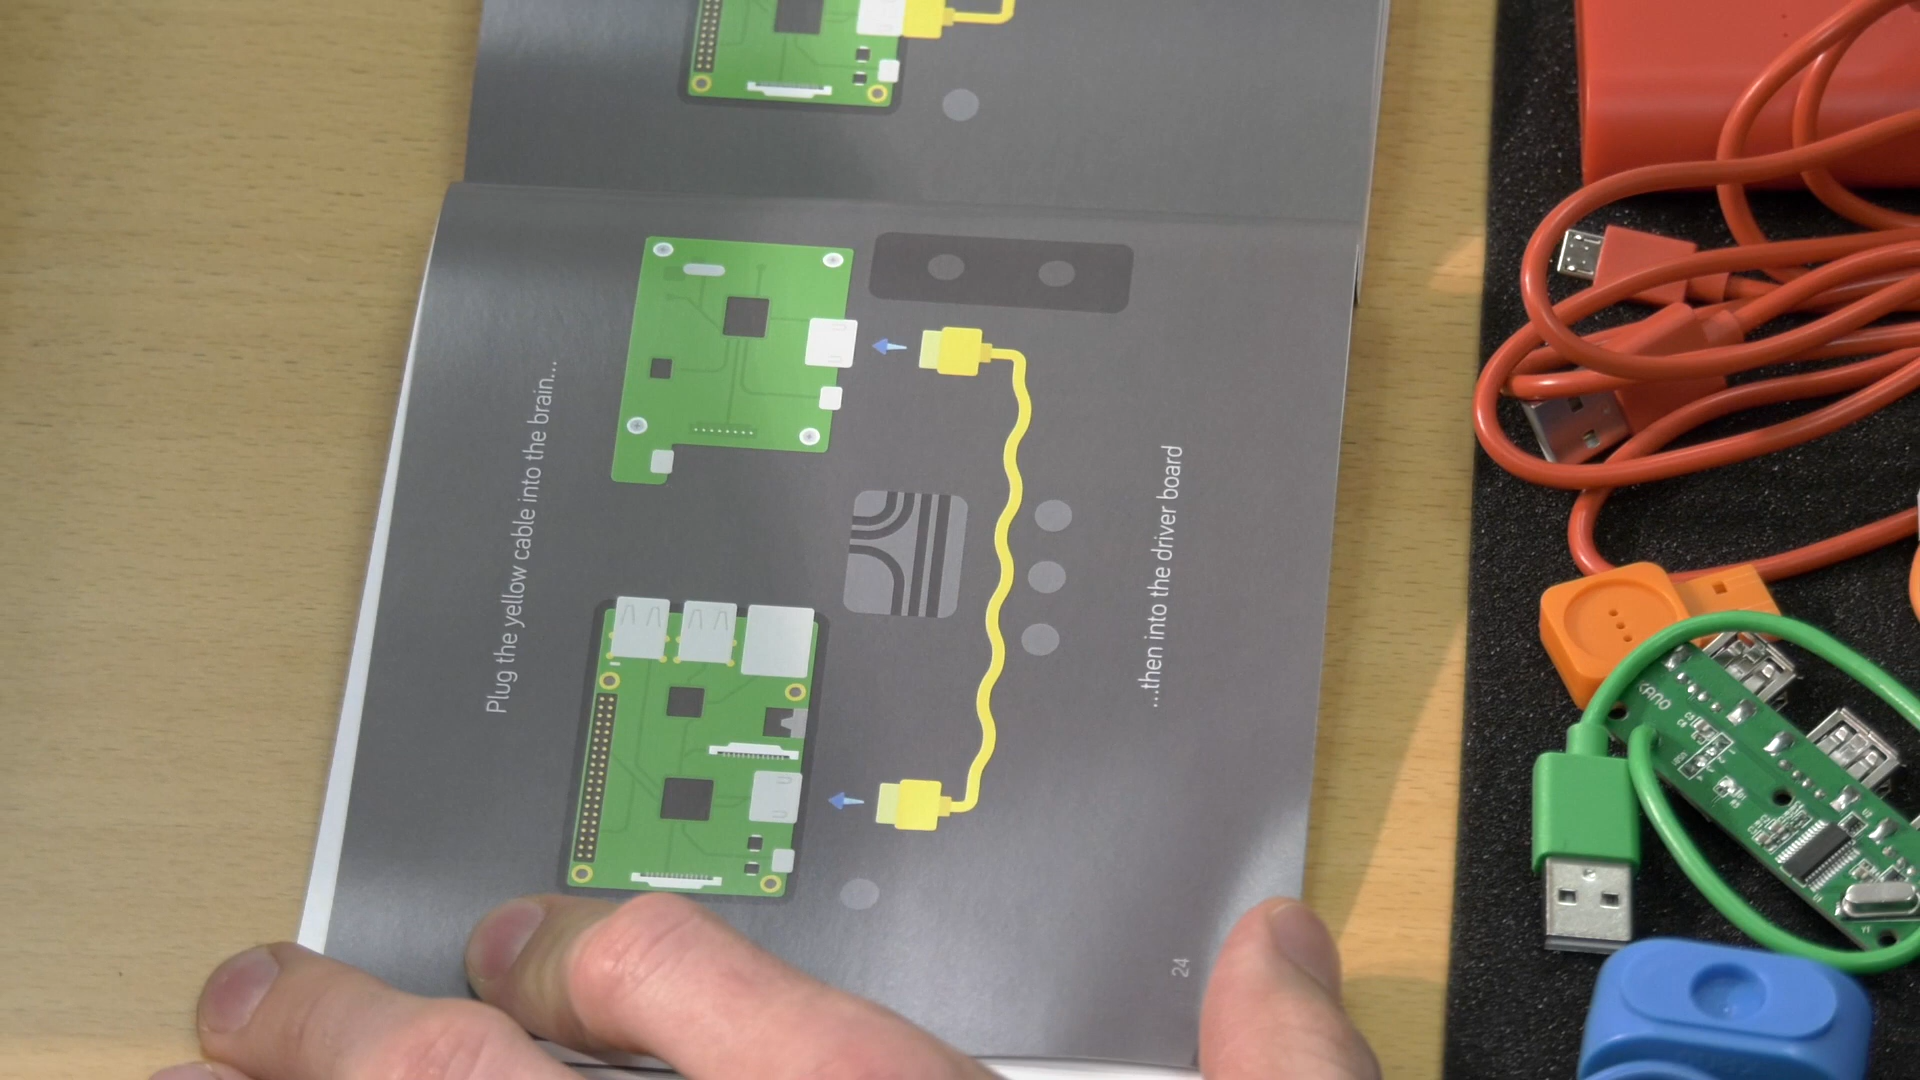 Plug the yellow cable into the brain...
...then into the driver board
24
KANO